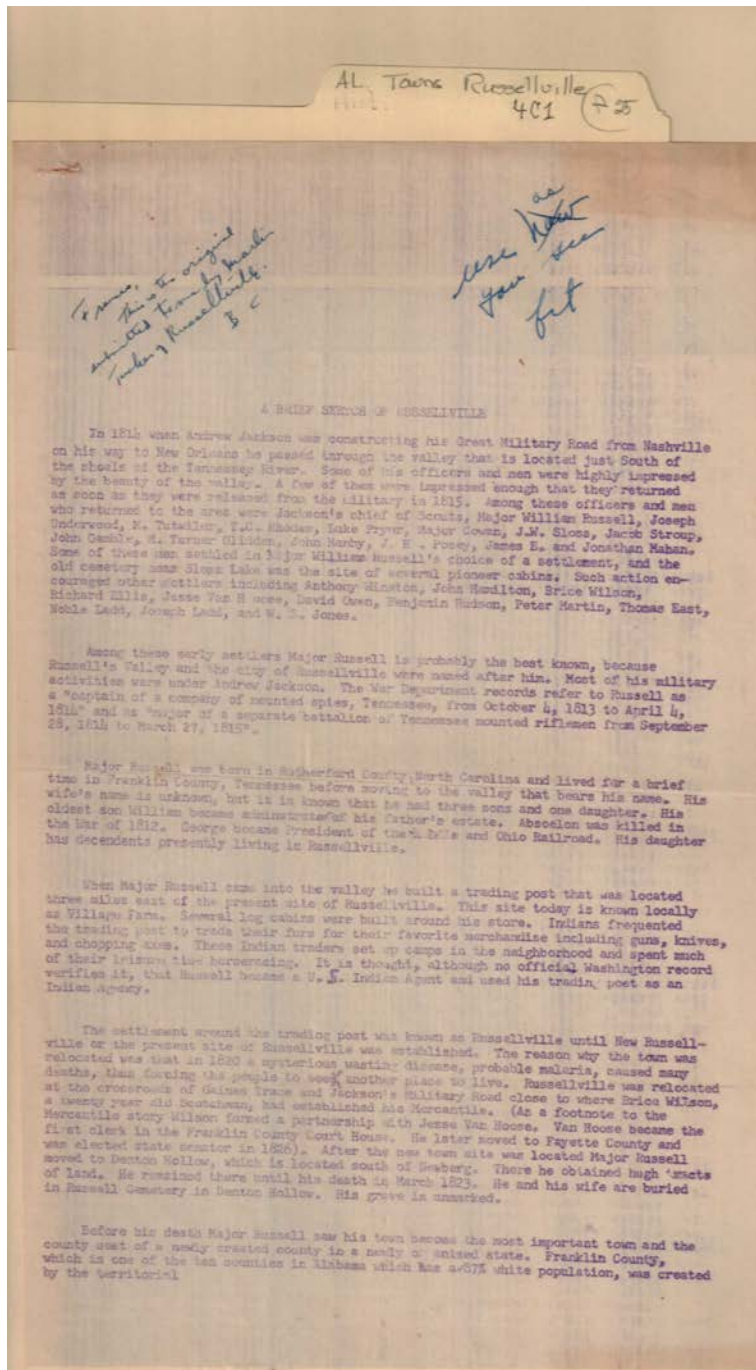 AL, Towns Russellville
Hist.
4C1
P 25
as
use how
you see
fit
This is the original
submitted to me by Martin
Tucker of Russellville.
B C
A BRIEF SKETCH OF RUSSELLVILLE
In 1814 when Andrew Jackson was constructing his Great Military Road from Nashville
on his way to New Orleans he passed through the valley that is located just South of
the shoals of the Tennessee River. Some of his officers and men were highly impressed
by the beauty of the valley. A few of them were impressed enough that they returned
as soon as they were released from the military in 1815. Among these officers and men
who returned to the area were Jackson's chief of Scouts, Major William Russell, Joseph
Underwood, M. Tutwiler, T.C. Rhodes, Luke Pryor, Major Cowan, J.W. Sloss, Jacob Stroup,
John Gamble, M. Turner Glidden, John Hanby, J. H. Posey, James E. and Jonathan Mahan.
Some of these men settled in Major William Russell's choice of a settlement, and the
old cemetery near Sloss Lake was the site of several pioneer cabins. Such action en-
couraged other settlers including Anthony Winston, John Hamilton, Brice Wilson,
Richard Ellis, Jesse Van Hoose, David Owen, Benjamin Hudson, Peter Martin, Thomas East,
Noble Ladd, Joseph Ladd, and W. S. Jones.
Among these early settlers Major Russell is probably the best known, because
Russell's Valley and the city of Russellville were named after him. Most of his military
activities were under Andrew Jackson. The War Department records refer to Russell as
a "captain of a company of mounted spies, Tennessee, from October 4, 1813 to April 4,
1814" and as "major of a separate battalion of Tennessee mounted riflemen from September
28, 1814 to March 27, 1815".
Major Russell was born in Rutherford County, North Carolina and lived for a brief
time in Franklin County, Tennessee before moving to the valley that bears his name. His
wife's name is unknown, but it is known that he had three sons and one daughter. His
oldest son William became administrator of his father's estate. Abselon was killed in
the War of 1812. George became President of the and Ohio Railroad. His daughter
has decendents presently living in Russellville.
When Major Russell came into the valley he built a trading post that was located
three miles east of the present site of Russellville. This site today is known locally
as Village Farm. Several log cabins were built around his store. Indians frequented
the trading post to trade their furs for their favorite merchandise including guns, knives,
and chopping axes. These Indian traders set up camps in the neighborhood and spent much
of their leisure time horseracing. It is thought, although no official Washington record
verifies it, that Russell became a U. S. Indian Agent and used his trading post as an
Indian Agency.
The settlement around the trading post was known as Russellville until New Russell-
ville or the present site of Russellville was established. The reason why the town was
relocated was that in 1820 a mysterious wasting disease, probable malaria, caused many
deaths, thus forcing the people to seek another place to live. Russellville was relocated
at the crossroads of Gaines Trace and Jackson's Military Road close to where Brice Wilson,
a twenty year old Scotchman, had established his Mercantile. (As a footnote to the
Mercantile story Wilson formed a partnership with Jesse Van Hoose. Van Hoose became the
first clerk in the Franklin County Court House. He later moved to Fayette County and
was elected state senator in 1826). After the new town site was located Major Russell
moved to Denton Hollow, which is located south of Newberg. There he obtained hugh tracts
of land. He remained there until his death in March 1823. He and his wife are buried
in Russell Cemetery in Denton Hollow. His grave is unmarked.
Before his death Major Russell saw his town become the most important town and the
county seat of a newly created county in a newly organized state. Franklin County,
which is one of the ten counties in Alabama which has a 87% white population, was created
by the territorial